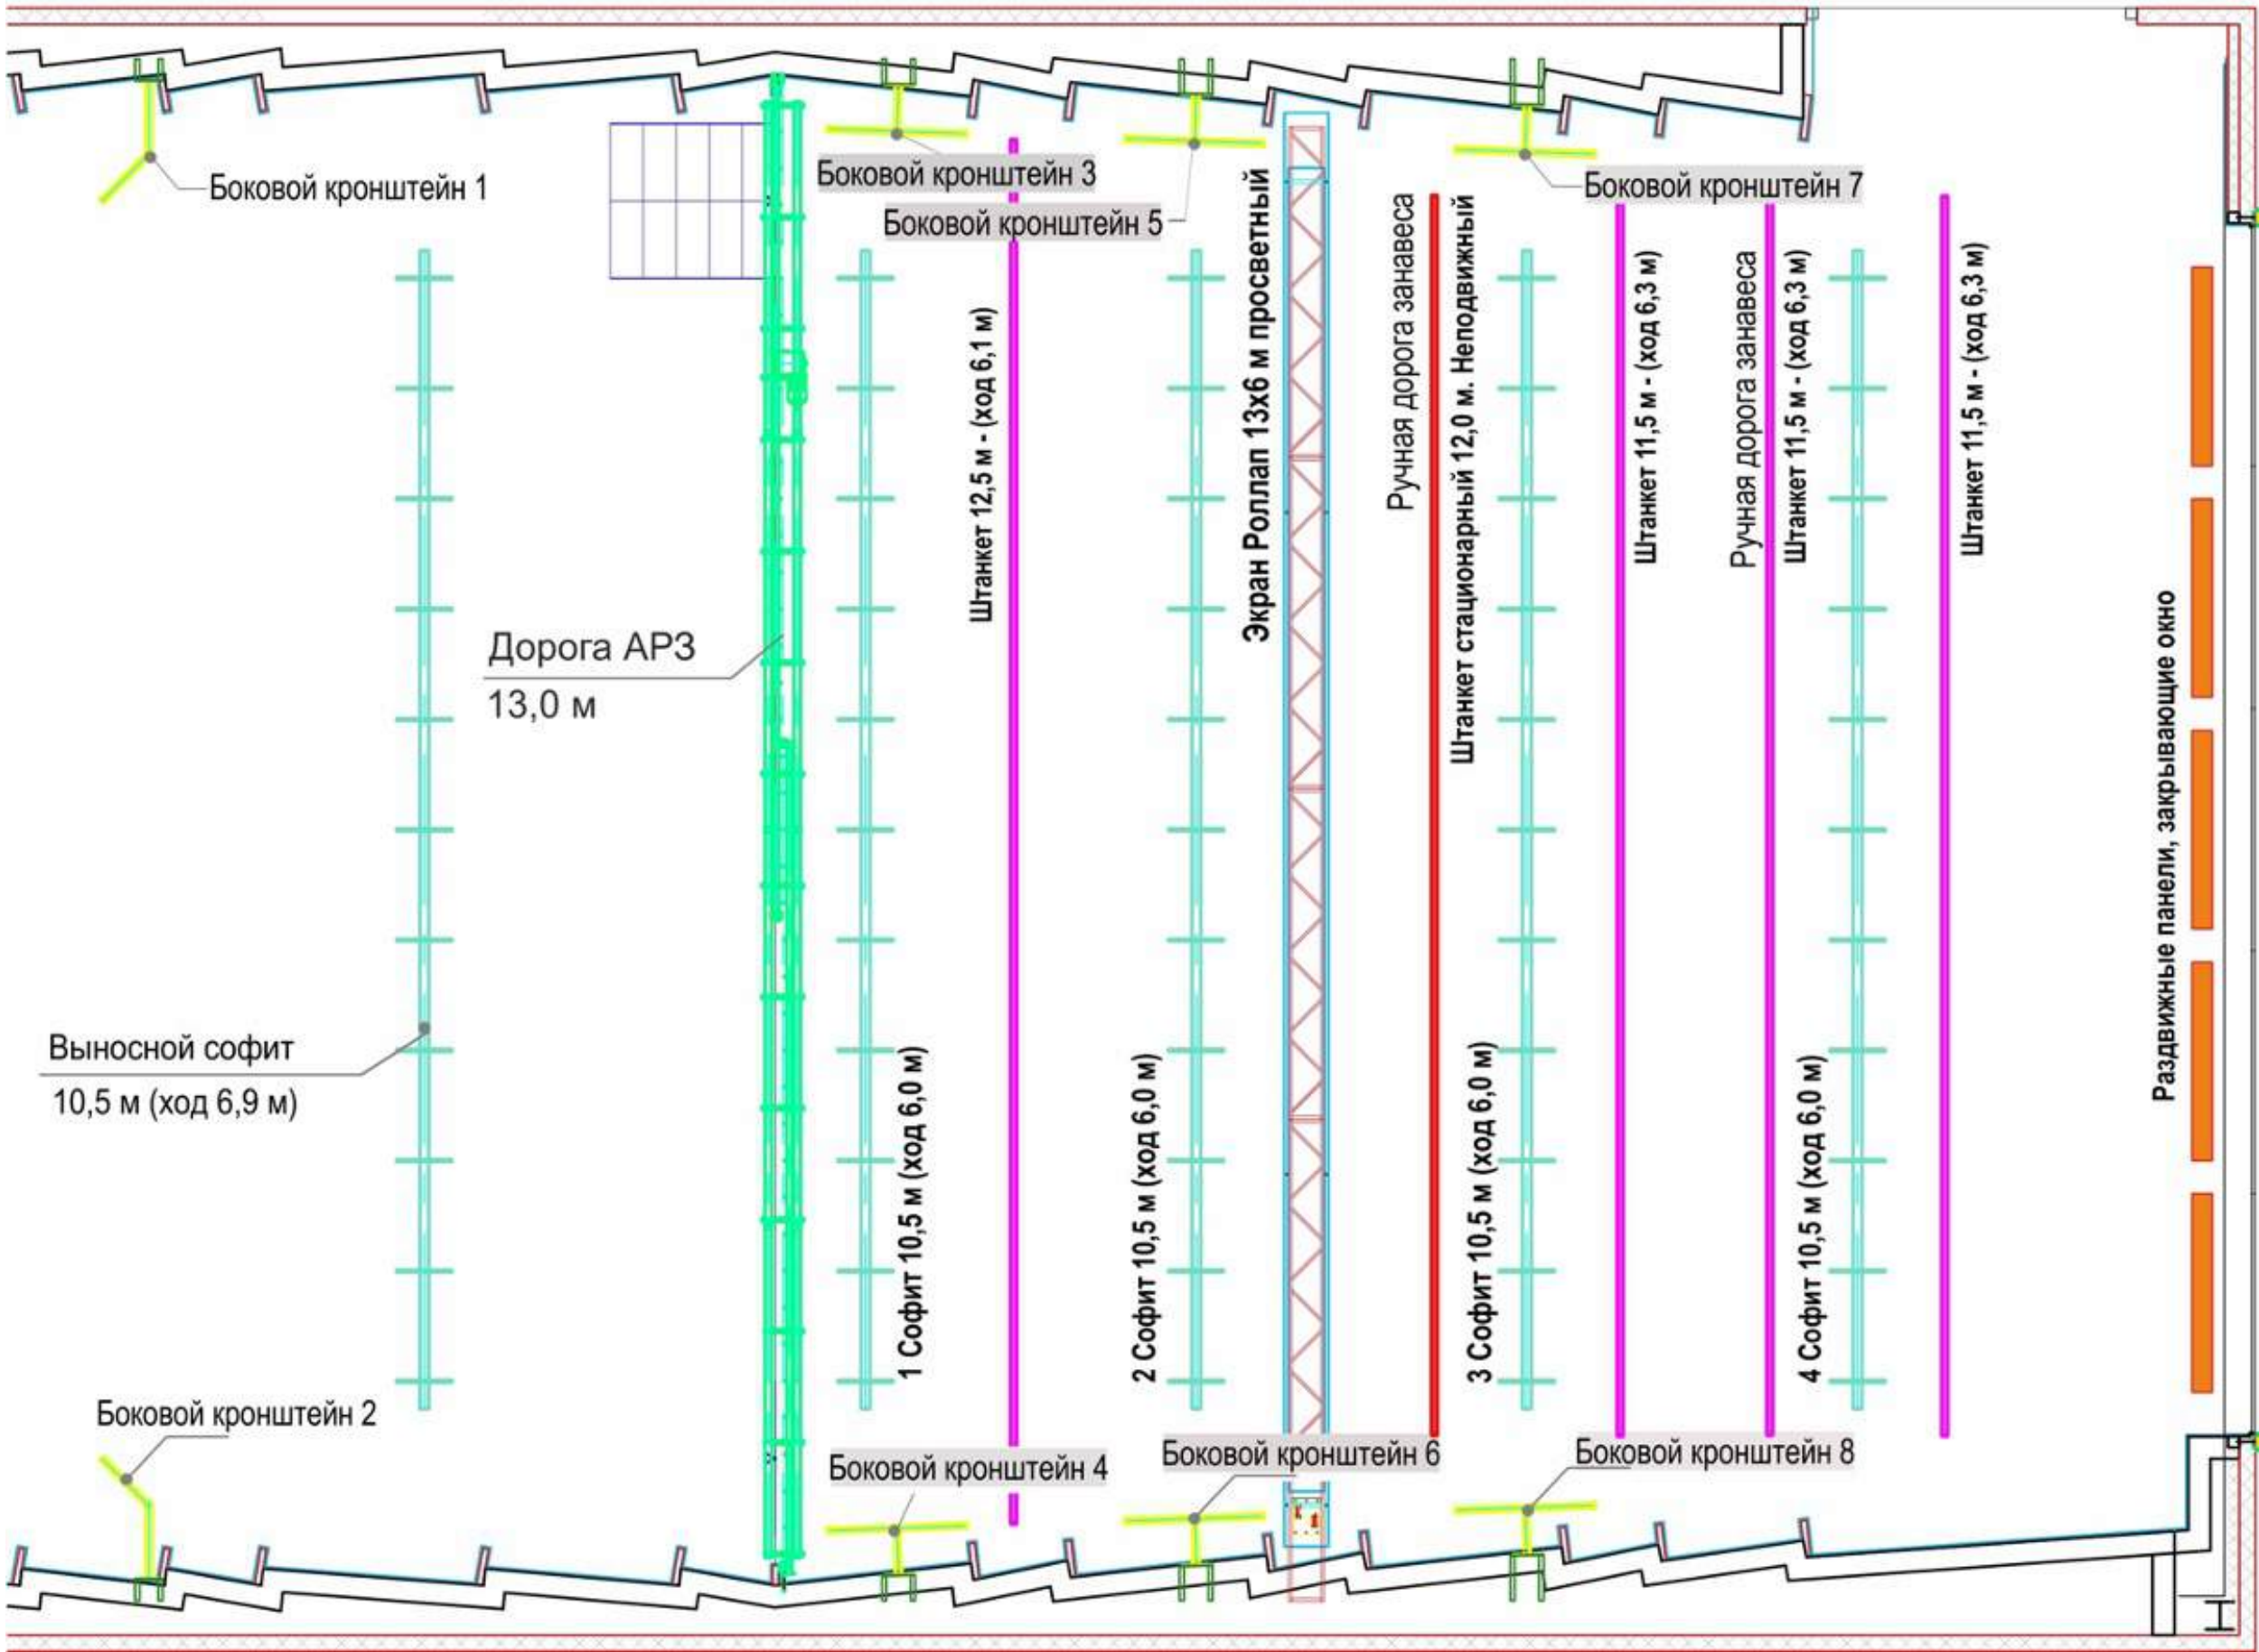 Боковой кронштейн 1
Боковой кронштейн 3
Боковой кронштейн 5
Боковой кронштейн 7
Экран Роллап 13х6 м просветный
Ручная дорога занавеса
Штанкет стационарный 12,0 м. Неподвижный
Штанкет 11,5 м - (ход 6,3 м)
Ручная дорога занавеса
Штанкет 11,5 м - (ход 6,3 м)
Штанкет 11,5 м - (ход 6,3 м)
Штанкет 12,5 м - (ход 6,1 м)
Дорога АРЗ
13,0 м
Раздвижные панели, закрывающие окно
Выносной софит
10,5 м (ход 6,9 м)
1 Софит 10,5 м (ход 6,0 м)
2 Софит 10,5 м (ход 6,0 м)
3 Софит 10,5 м (ход 6,0 м)
4 Софит 10,5 м (ход 6,0 м)
Боковой кронштейн 2
Боковой кронштейн 4
Боковой кронштейн 6
Боковой кронштейн 8